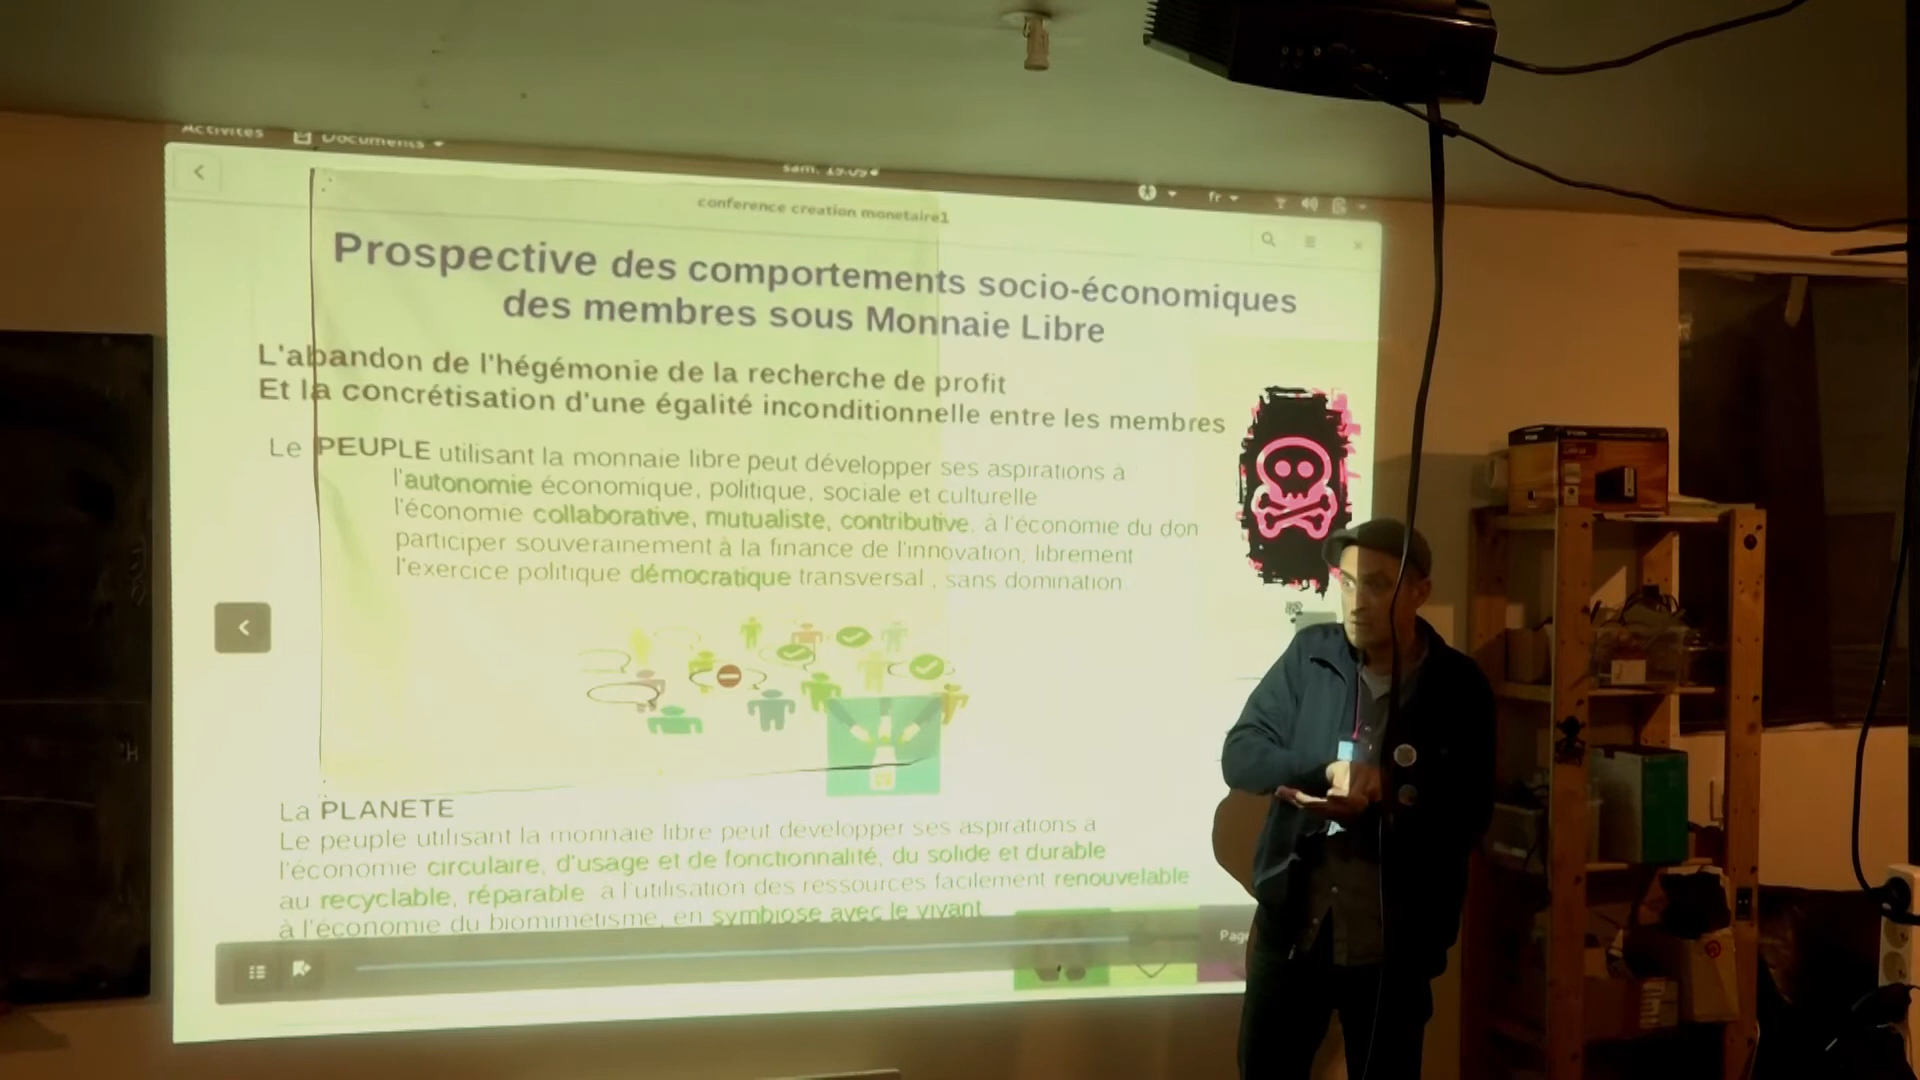 Activités Documents
sam. 19:09
fr
conference creation monetaire1
Prospective des comportements socio-économiques
des membres sous Monnaie Libre
L'abandon de l'hégémonie de la recherche de profit
Et la concrétisation d'une égalité inconditionnelle entre les membres
Le PEUPLE utilisant la monnaie libre peut développer ses aspirations à
l'autonomie économique, politique, sociale et culturelle
l'économie collaborative, mutualiste, contributive, à l'économie du don
participer souverainement à la finance de l'innovation, librement
l'exercice politique démocratique transversal , sans domination
La PLANETE
Le peuple utilisant la monnaie libre peut développer ses aspirations a
l'économie circulaire, d'usage et de fonctionnalité, du solide et durable
au recyclable, réparable à l'utilisation des ressources facilement renouvelable
à l'économie du biomimétisme, en symbiose avec le vivant
Page